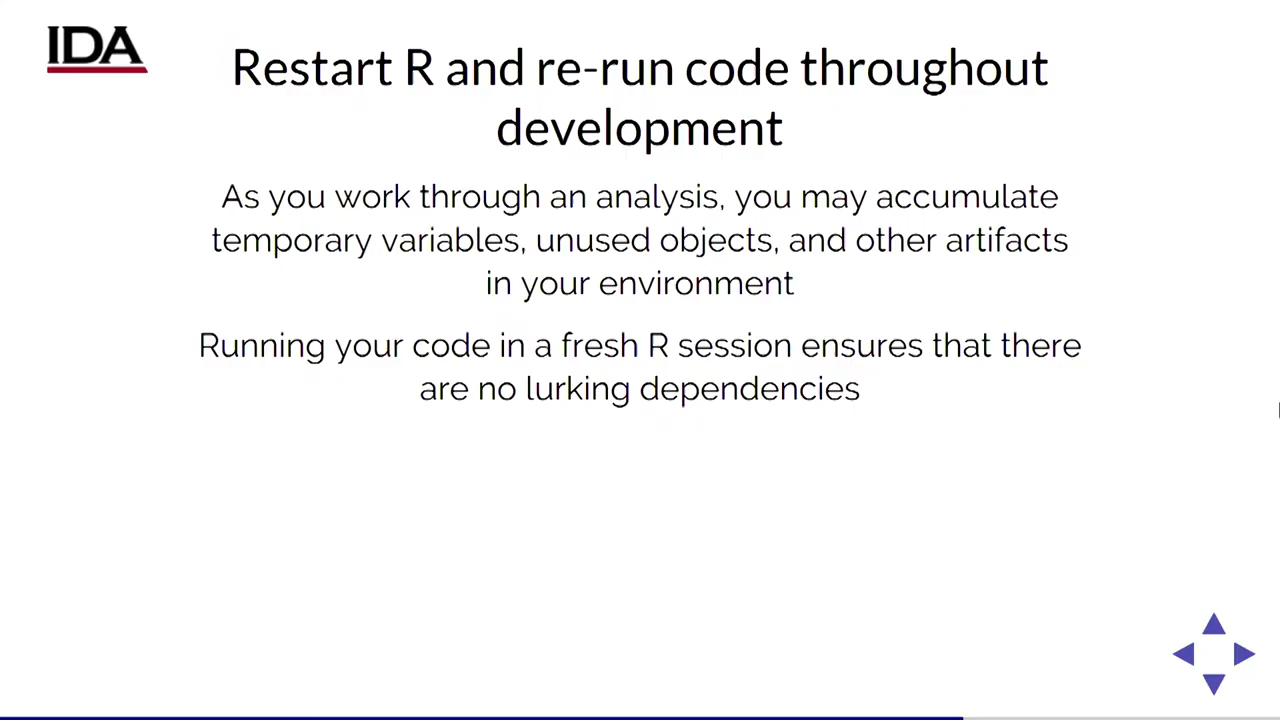 IDA
Restart R and re-run code throughout
development
As you work through an analysis, you may accumulate
temporary variables, unused objects, and other artifacts
in your environment
Running your code in a fresh R session ensures that there
are no lurking dependencies